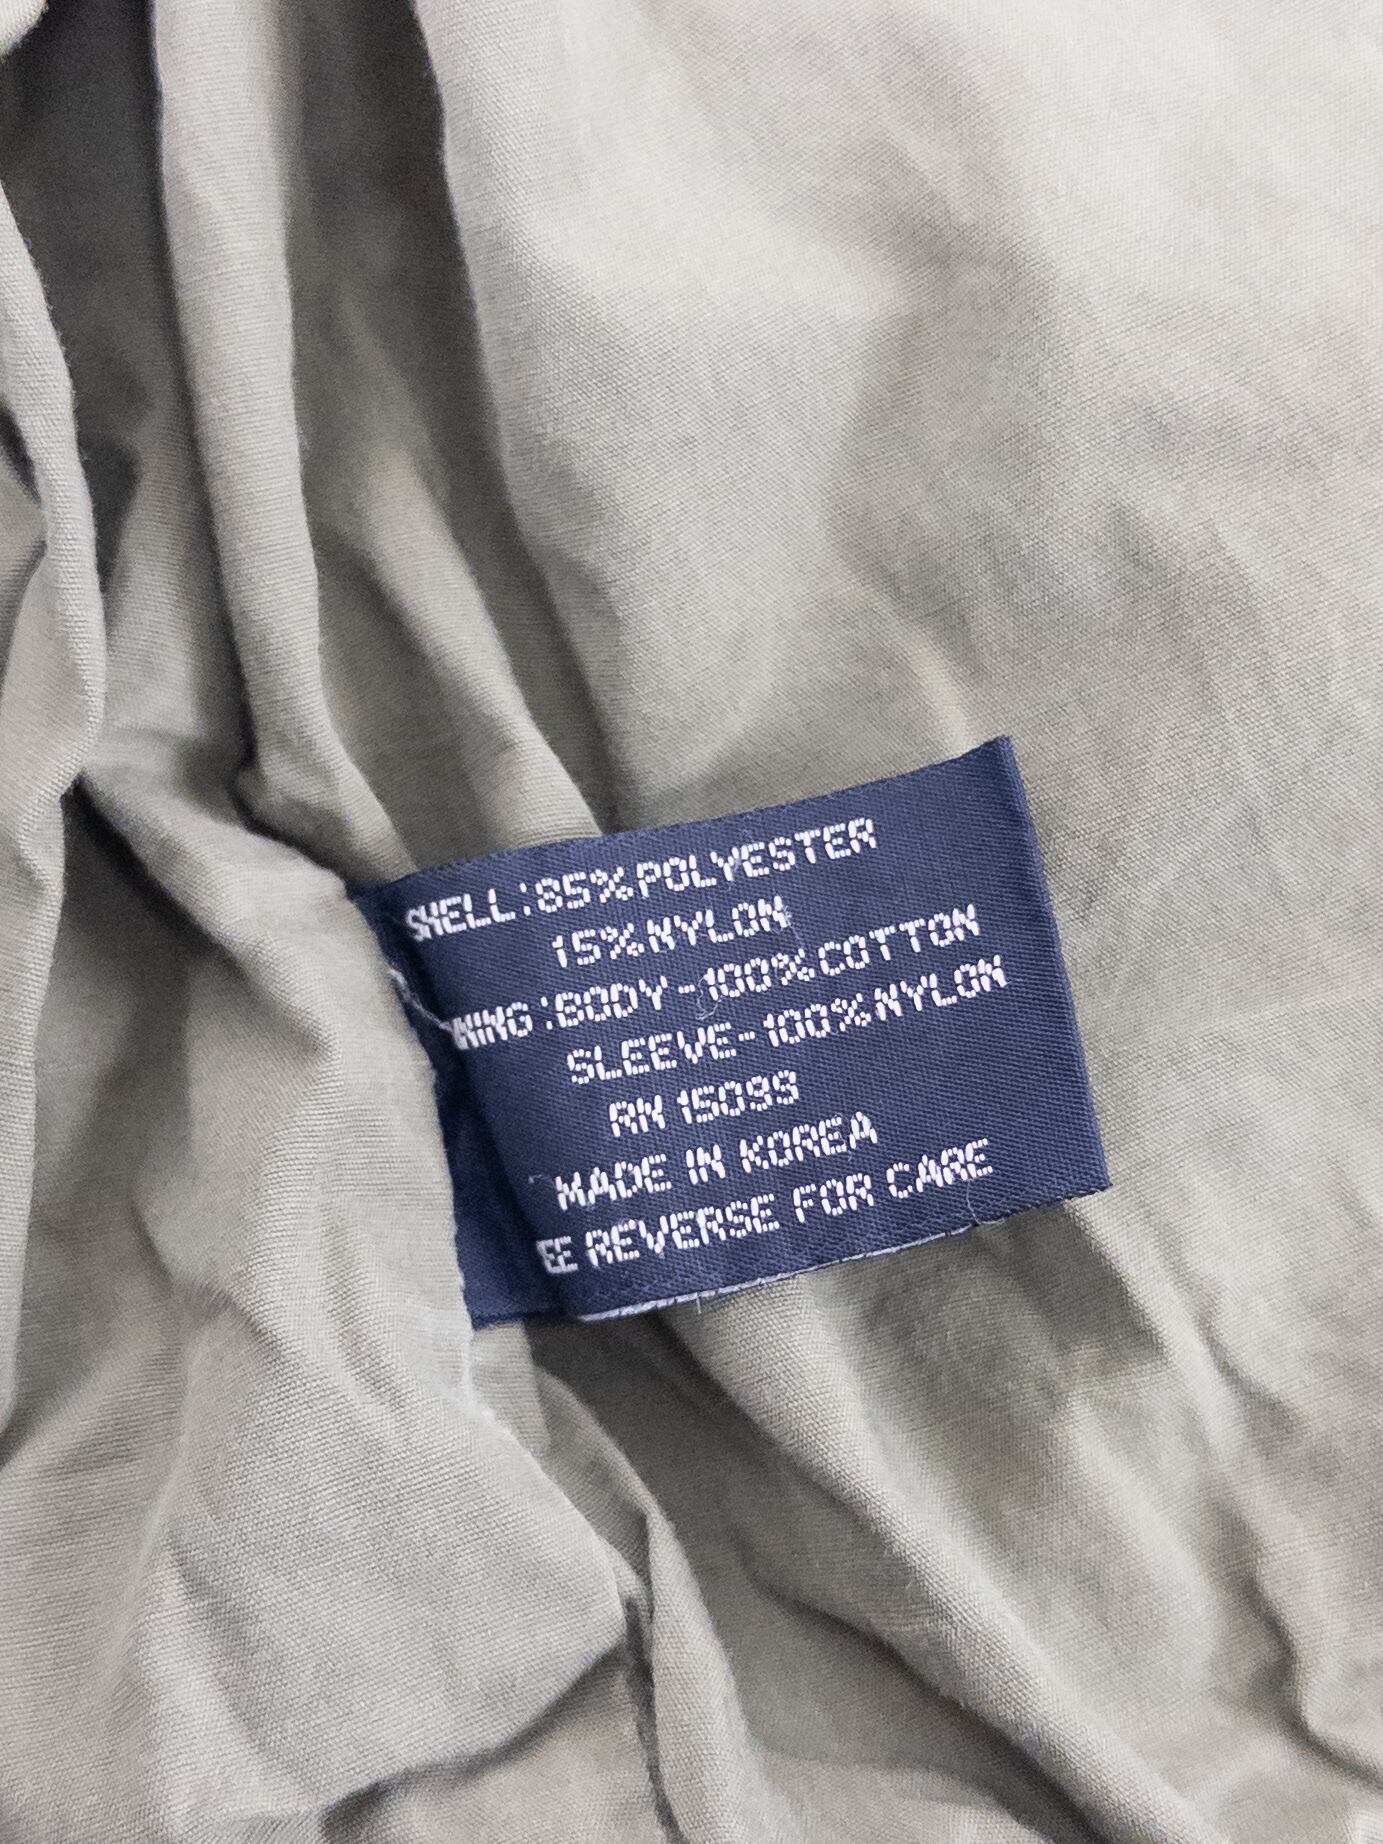 SHELL:85%POLYESTER
15%NYLON
NING:BODY-100%COTTON
SLEEVE-100%NYLON
RN 15099
MADE IN KOREA
EE REVERSE FOR CARE